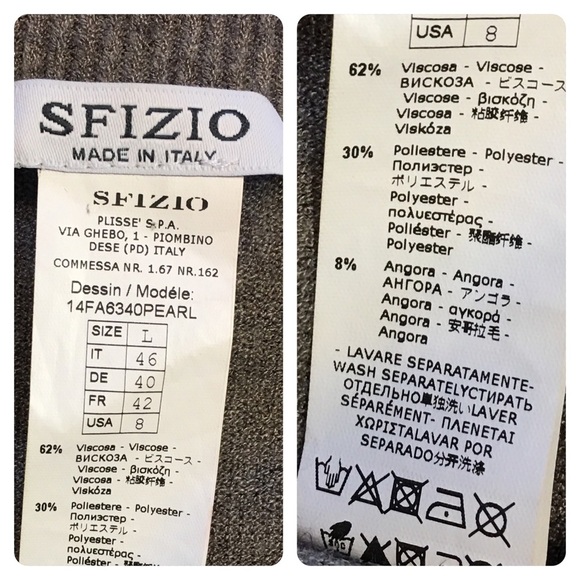 SFIZIO
MADE IN ITALY
SFIZIO
PLISSE' S.P.A.
VIA GHEBO, 1 - PIOMBINO
DESE (PD) ITALY
COMMESSA NR. 1.67 NR.162
Dessin / Modéle:
14FA6340PEARL
SIZE L
IT 46
DE 40
FR 42
USA 8
62% Viscosa - Viscose -
ВИСКОЗА - ビスコース -
Viscose - βισκόζη -
Viscosa - 粘胶纤维 -
Viskóza
30% Poliestere - Polyester -
Полиэстер -
ポリエステル -
Polyester -
πολυεστέρας -
Poliéster - 聚酯纤维 -
USA 8
62% Viscosa - Viscose -
ВИСКОЗА - ビスコース
Viscose - βισκόζη -
Viscosa - 粘胶纤维 -
Viskóza
30% Poliestere - Polyester -
Полиэстер -
ポリエステル -
Polyester -
πολυεστέρας -
Poliéster - 聚酯纤维 -
Polyester
8% Angora - Angora -
АНГОРА - アンゴラ -
Angora - αγκορά -
Angora - 安哥拉毛 -
Angora
- LAVARE SEPARATAMENTE-
WASH SEPARATELYСТИРАТЬ
ОТДЕЛЬНО単独洗いLAVER
SÉPARÉMENT- ΠΛΕΝΕΤΑΙ
ΧΩΡΙΣΤΑLAVAR POR
SEPARADO分开洗涤